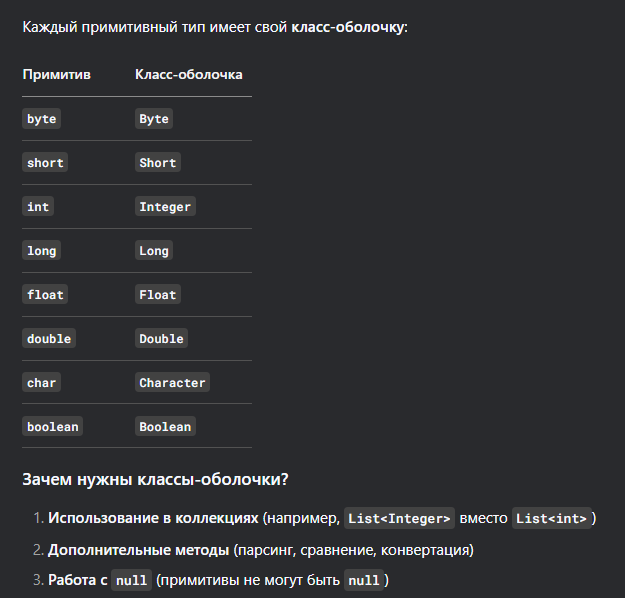 Каждый примитивный тип имеет свой класс-оболочку:
Примитив Класс-оболочка
byte Byte
short Short
int Integer
long Long
float Float
double Double
char Character
boolean Boolean
Зачем нужны классы-оболочки?
1. Использование в коллекциях (например, List<Integer> вместо List<int>)
2. Дополнительные методы (парсинг, сравнение, конвертация)
3. Работа с null (примитивы не могут быть null)